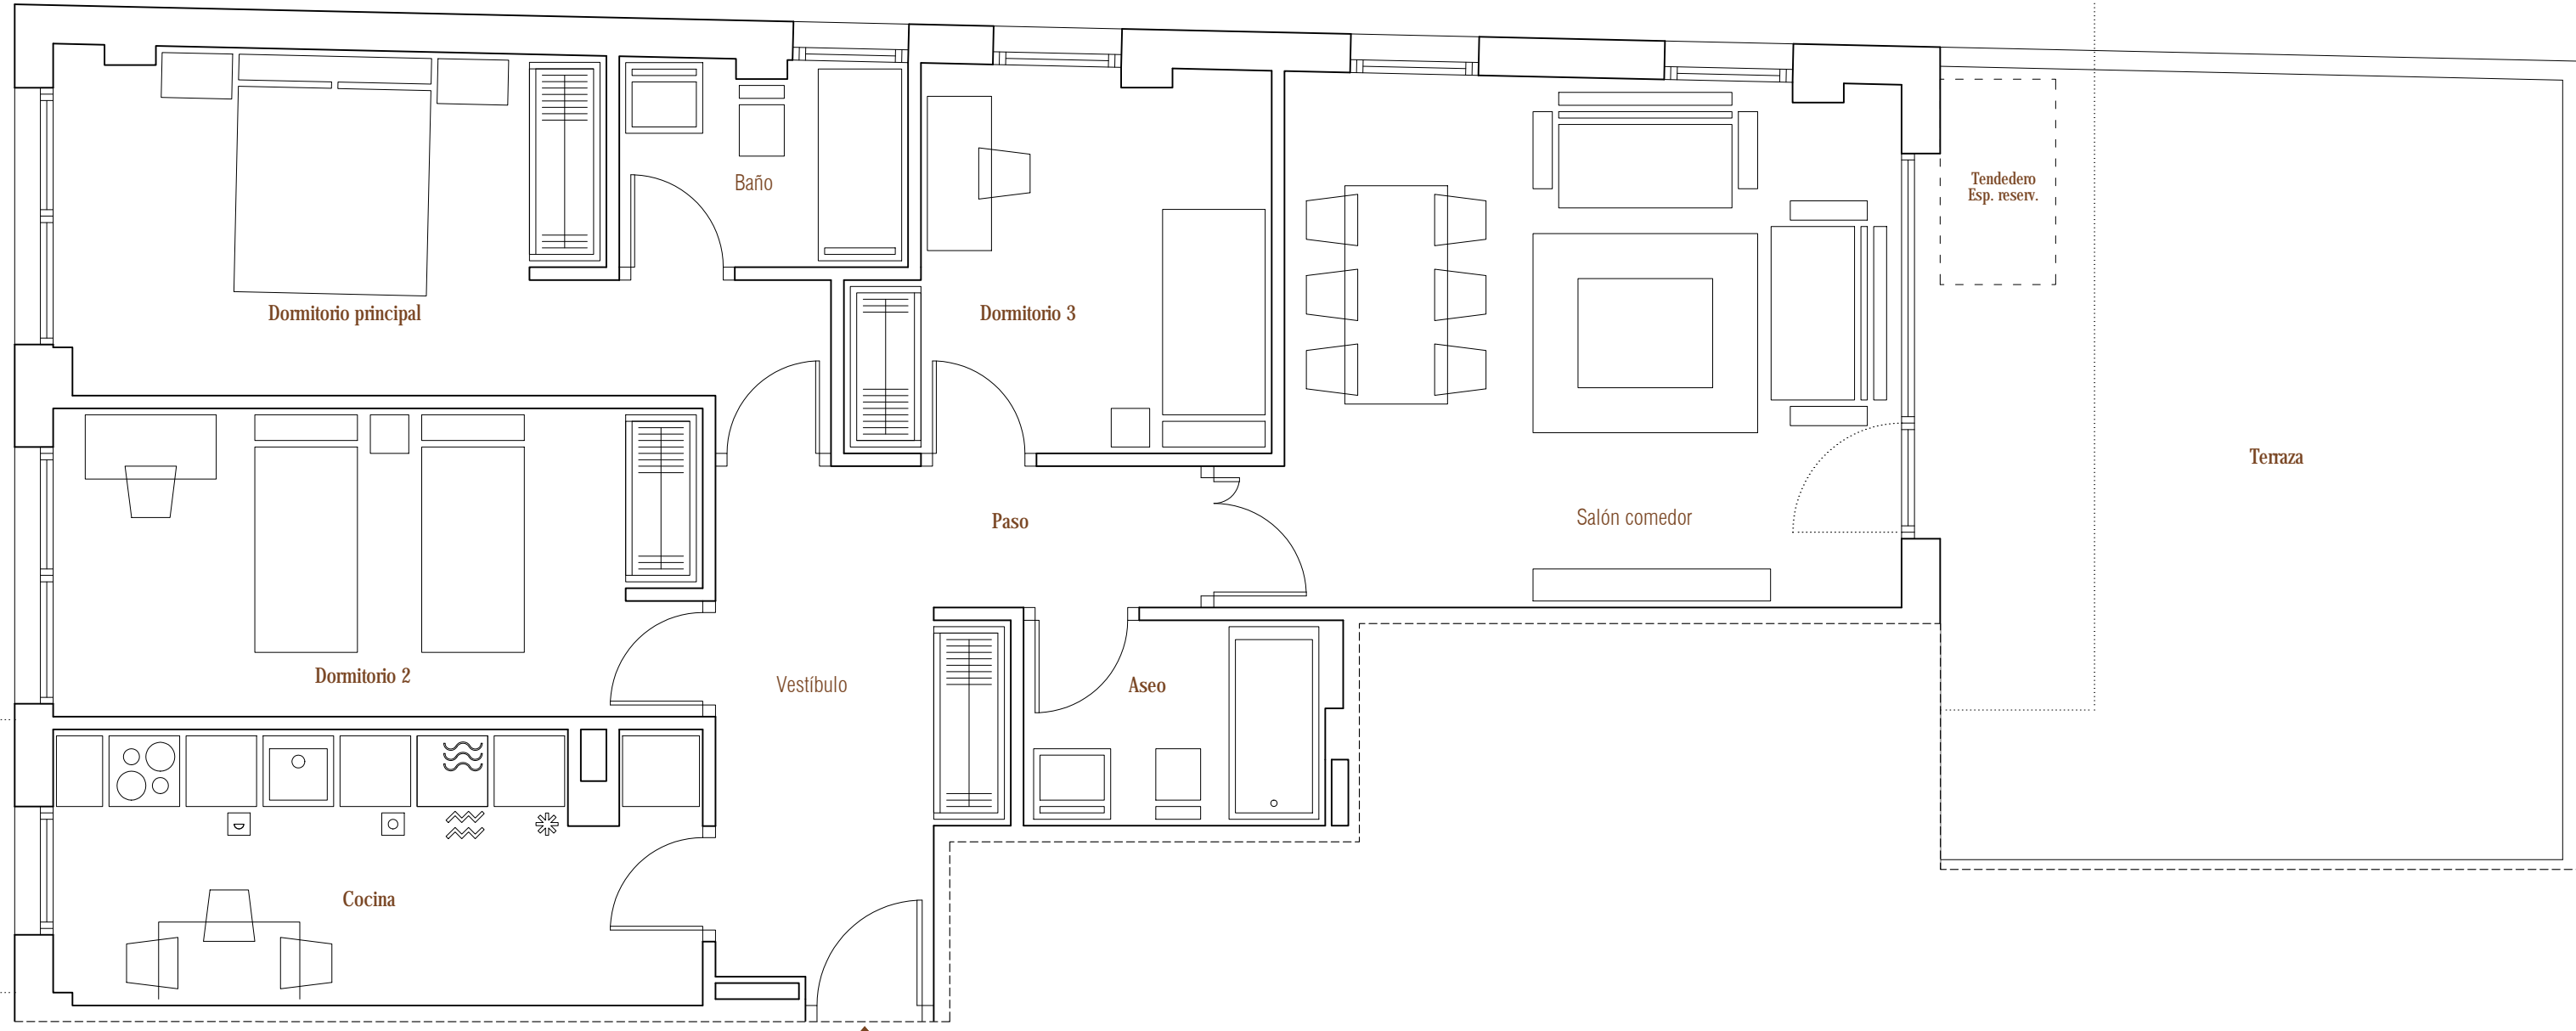 Baño
Tendedero
Esp. reserv.
Dormitorio principal
Dormitorio 3
Terraza
Paso
Salón comedor
Dormitorio 2
Vestíbulo
Aseo
Cocina